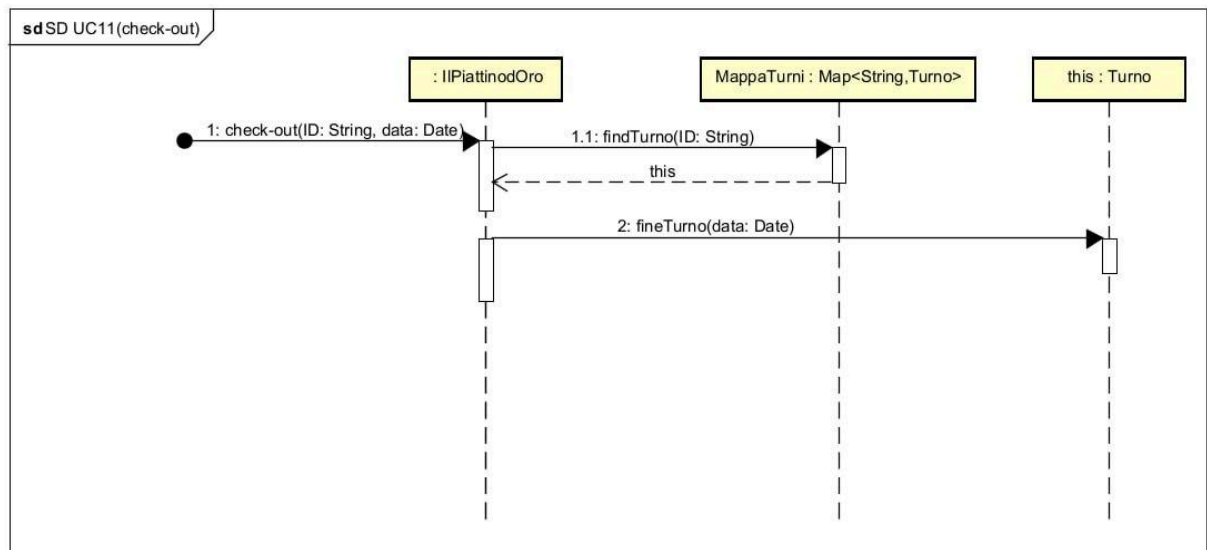 sd SD UC11(check-out)
: IlPiattinodOro
MappaTurni : Map<String,Turno>
this : Turno
1: check-out(ID: String, data: Date)
1.1: findTurno(ID: String)
this
2: fineTurno(data: Date)